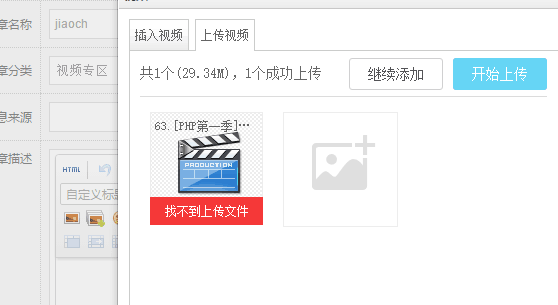 章名称
jiaoch
章分类
视频专区
息来源
章描述
HTML
自定义标题
插入视频
上传视频
共1个(29.34M)，1个成功上传
继续添加
开始上传
63.[PHP第一季]…
PRODUCTION
找不到上传文件